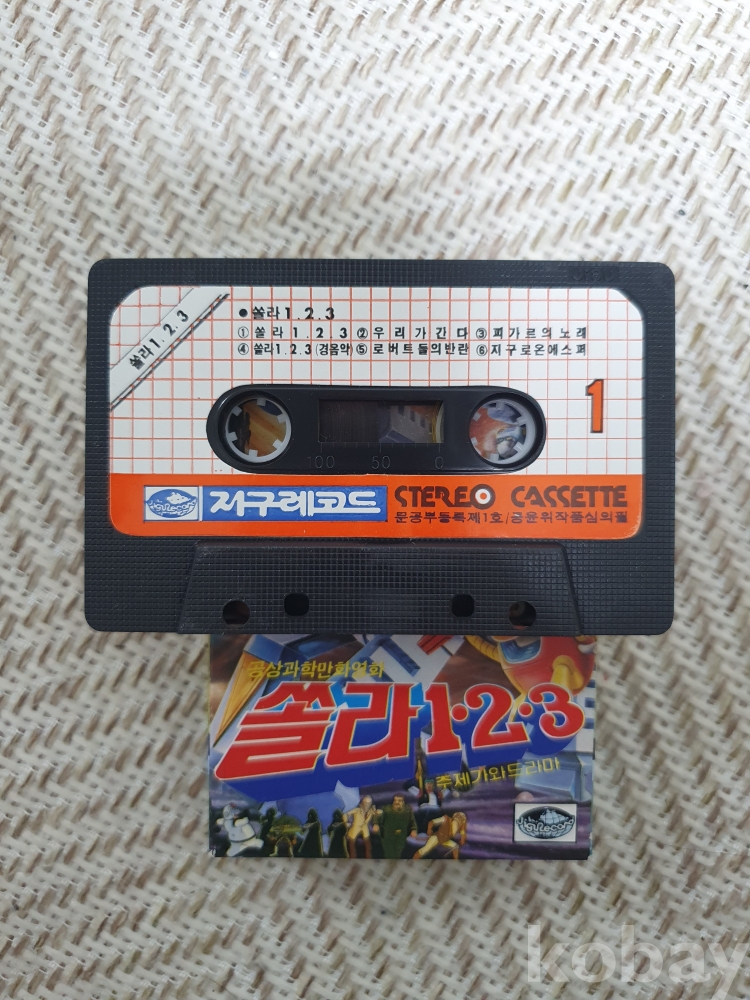 쏠라 1.2.3
● 쏠라 1.2.3
① 쏠라 1.2.3 ② 우리가간다 ③ 피가르의노래
④ 쏠라1.2.3 (경음악) ⑤ 로버트들의반란 ⑥ 지구로온에스퍼
1
100 50 0
JiguRecord 지구레코드 STEREO CASSETTE
문공부등록제1호/공윤위작품심의필
공상과학만화영화
쏠라1·2·3
주제가와드라마
JiguRecord
kobay